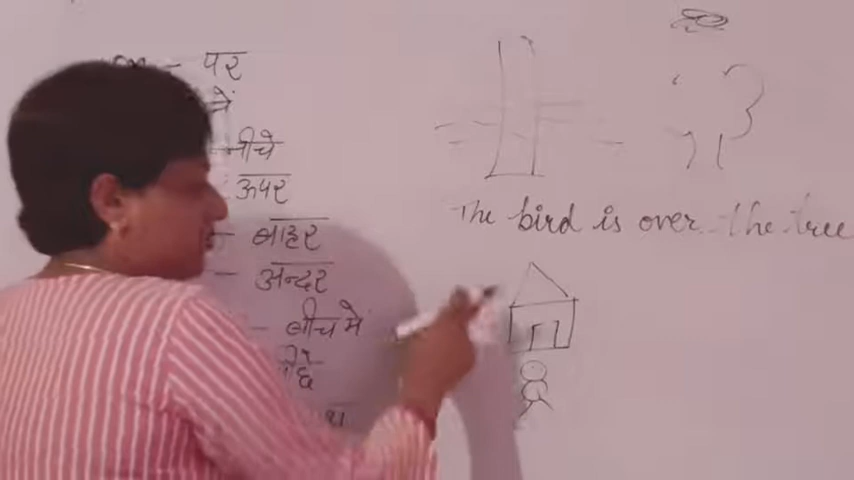 – पर
में
नीचे
ऊपर
– बाहर
– अन्दर
– बीच में
The bird is over the tree